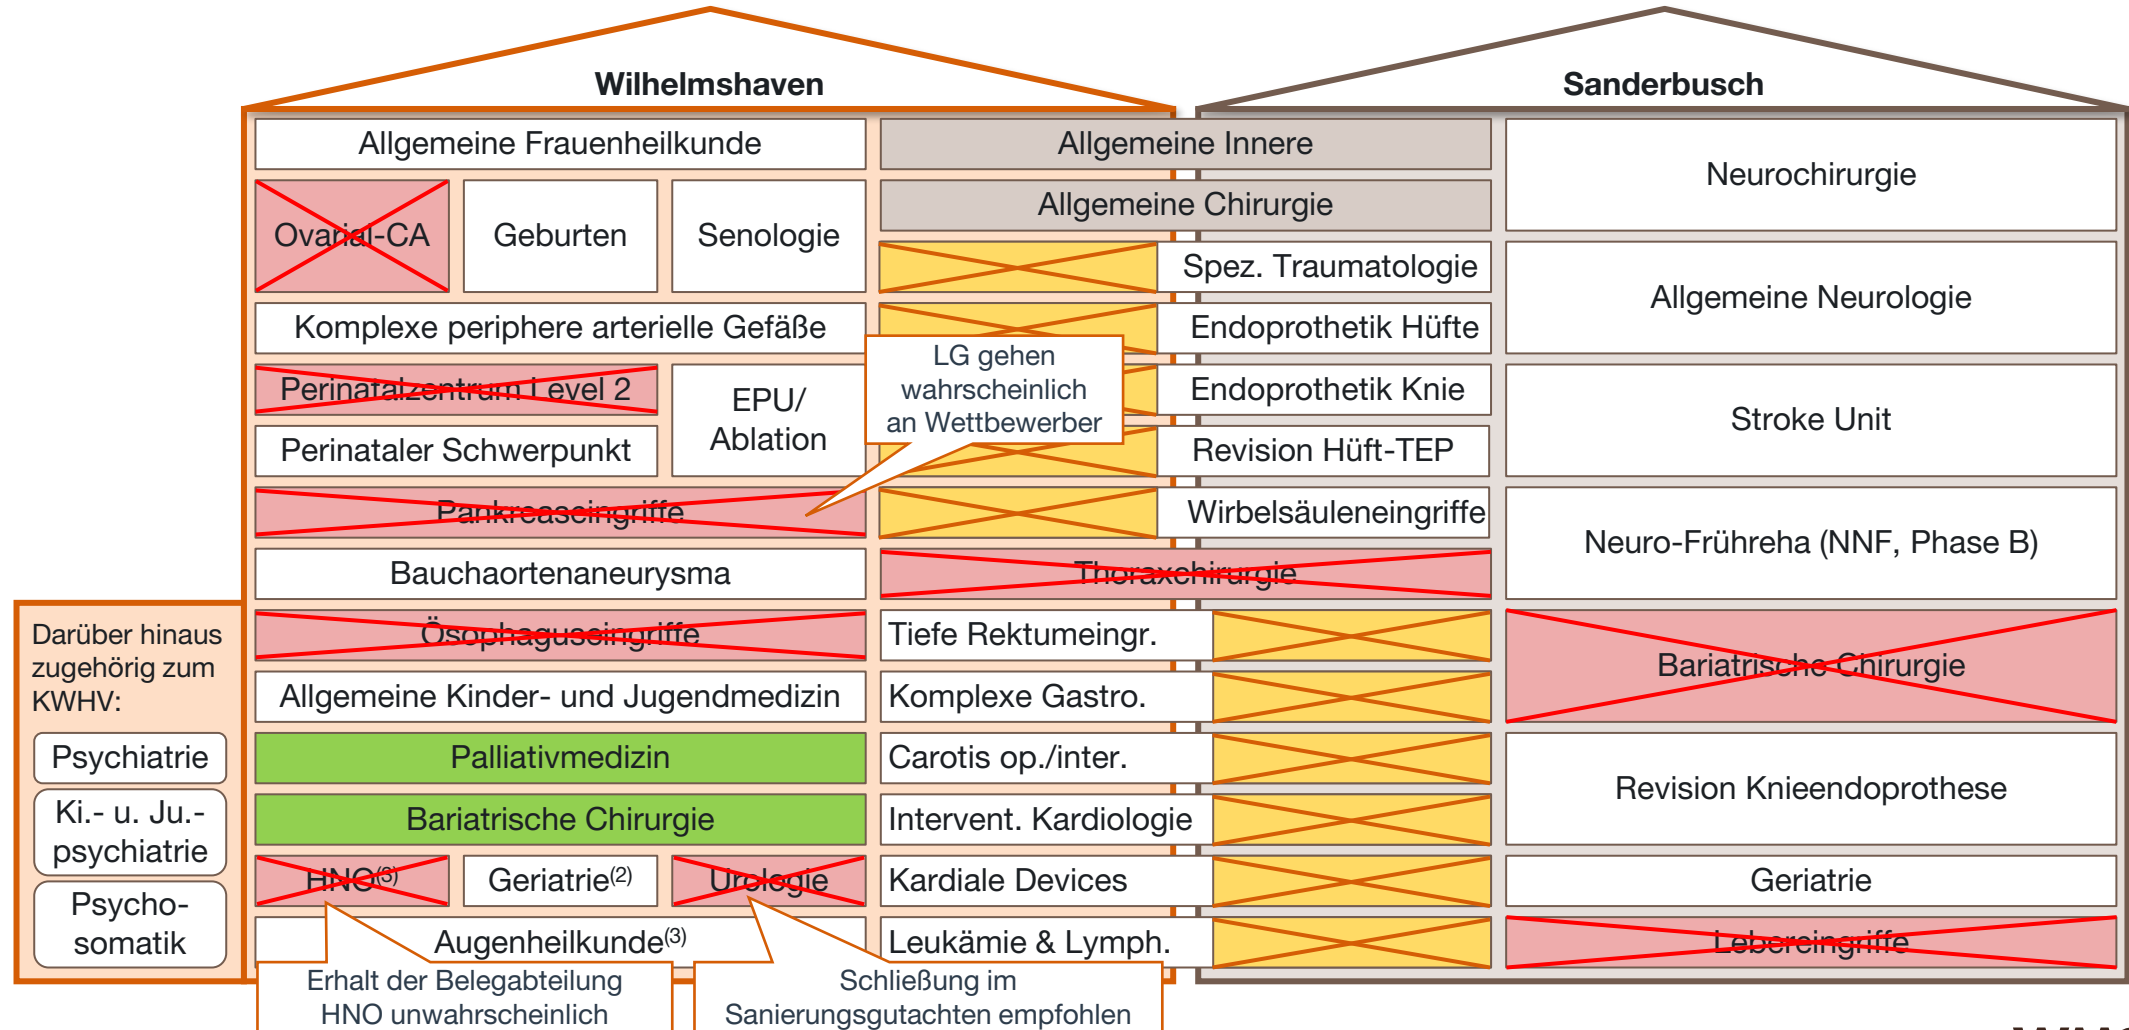 Wilhelmshaven
Sanderbusch
Allgemeine Frauenheilkunde
Ovarial-CA
Geburten
Senologie
Komplexe periphere arterielle Gefäße
Perinatalzentrum Level 2
EPU/
Ablation
Perinataler Schwerpunkt
Pankreaseingriffe
Bauchaortenaneurysma
Ösophaguseingriffe
Allgemeine Kinder- und Jugendmedizin
Palliativmedizin
Bariatrische Chirurgie
HNO(3)
Geriatrie(2)
Urologie
Augenheilkunde(3)
Allgemeine Innere
Allgemeine Chirurgie
Spez. Traumatologie
Endoprothetik Hüfte
Endoprothetik Knie
Revision Hüft-TEP
Wirbelsäuleneingriffe
LG gehen
wahrscheinlich
an Wettbewerber
Thoraxchirurgie
Tiefe Rektumeingr.
Komplexe Gastro.
Carotis op./inter.
Intervent. Kardiologie
Kardiale Devices
Leukämie & Lymph.
Neurochirurgie
Allgemeine Neurologie
Stroke Unit
Neuro-Frühreha (NNF, Phase B)
Bariatrische Chirurgie
Revision Knieendoprothese
Geriatrie
Lebereingriffe
Darüber hinaus
zugehörig zum
KWHV:
Psychiatrie
Ki.- u. Ju.-
psychiatrie
Psycho-
somatik
Erhalt der Belegabteilung
HNO unwahrscheinlich
Schließung im
Sanierungsgutachten empfohlen